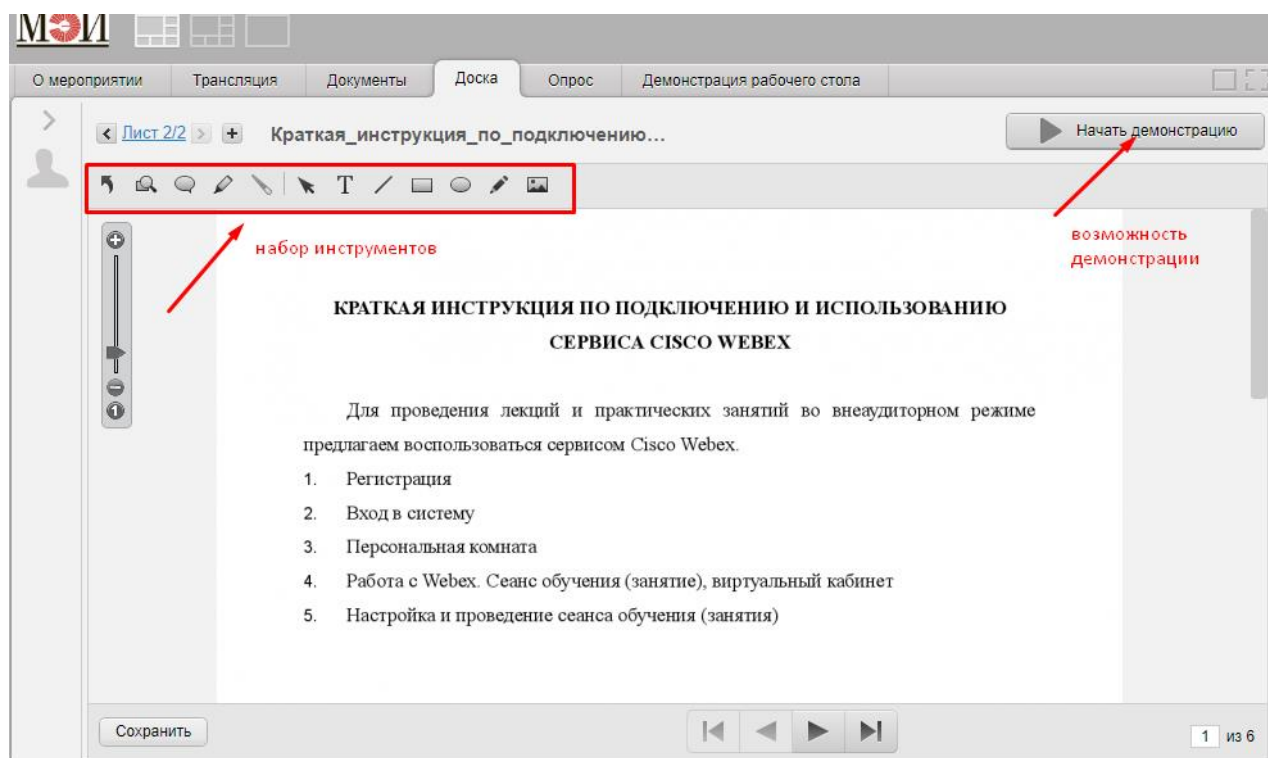 МЭИ
О мероприятии Трансляция Документы Доска Опрос Демонстрация рабочего стола
Лист 2/2 Краткая_инструкция_по_подключению... Начать демонстрацию
T
набор инструментов
возможность
демонстрации
КРАТКАЯ ИНСТРУКЦИЯ ПО ПОДКЛЮЧЕНИЮ И ИСПОЛЬЗОВАНИЮ
СЕРВИСА CISCO WEBEX
Для проведения лекций и практических занятий во внеаудиторном режиме
предлагаем воспользоваться сервисом Cisco Webex.
1. Регистрация
2. Вход в систему
3. Персональная комната
4. Работа с Webex. Сеанс обучения (занятие), виртуальный кабинет
5. Настройка и проведение сеанса обучения (занятия)
Сохранить 1 из 6